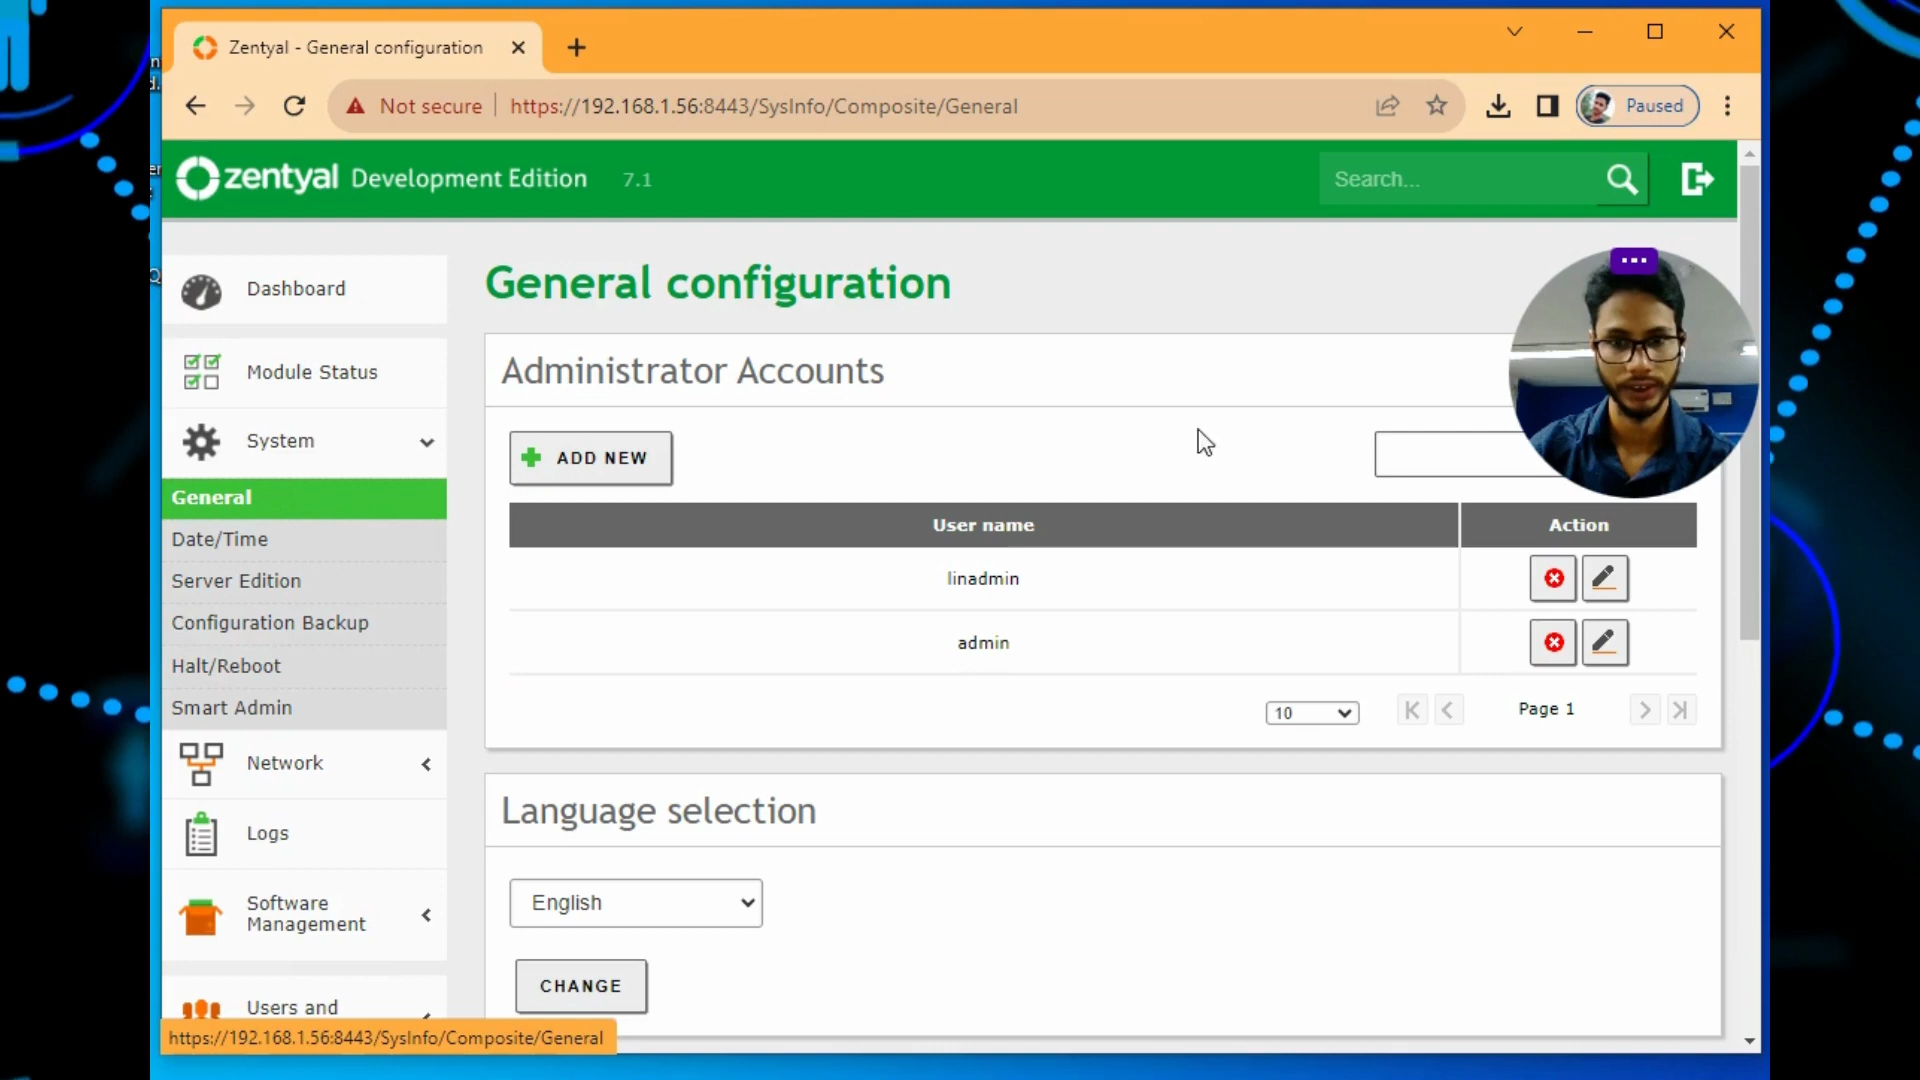 Zentyal - General configuration
Not secure
https://192.168.1.56:8443/SysInfo/Composite/General
Paused
zentyal Development Edition 7.1
Search...
Dashboard
Module Status
System
General
Date/Time
Server Edition
Configuration Backup
Halt/Reboot
Smart Admin
Network
Logs
Software
Management
Users and
General configuration
Administrator Accounts
ADD NEW
User name Action
linadmin
admin
10 Page 1
Language selection
English
CHANGE
https://192.168.1.56:8443/SysInfo/Composite/General